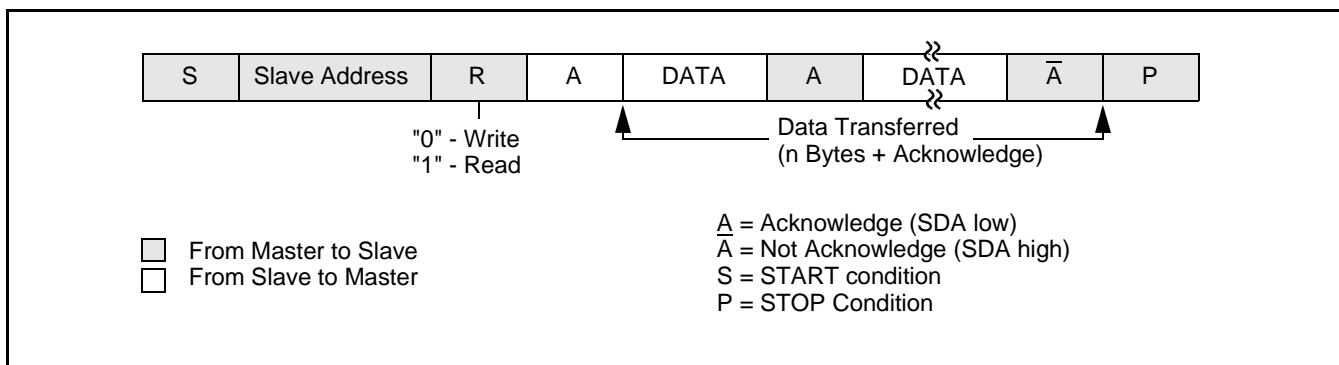 S Slave Address R A DATA A DATA A̅ P
"0" - Write
"1" - Read
Data Transferred
(n Bytes + Acknowledge)
From Master to Slave
From Slave to Master
A = Acknowledge (SDA low)
A̅ = Not Acknowledge (SDA high)
S = START condition
P = STOP Condition